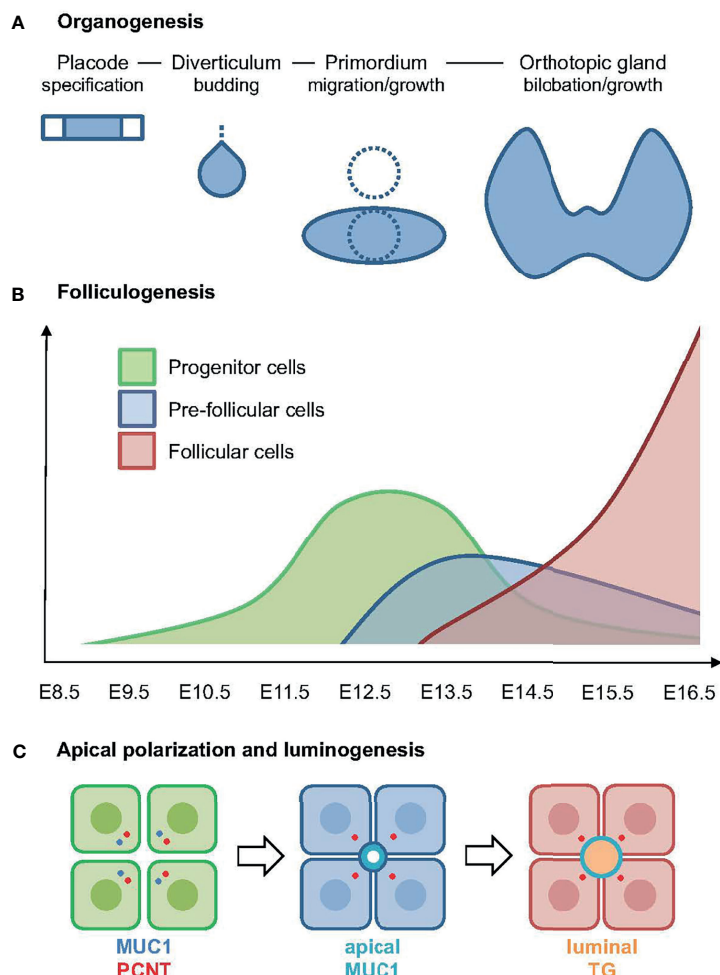 A Organogenesis
Placode Diverticulum Primordium Orthotopic gland
specification budding migration/growth bilobation/growth
B Folliculogenesis
Progenitor cells
Pre-follicular cells
Follicular cells
E8.5 E9.5 E10.5 E11.5 E12.5 E13.5 E14.5 E15.5 E16.5
C Apical polarization and luminogenesis
MUC1 apical luminal
PCNT MUC1 TG